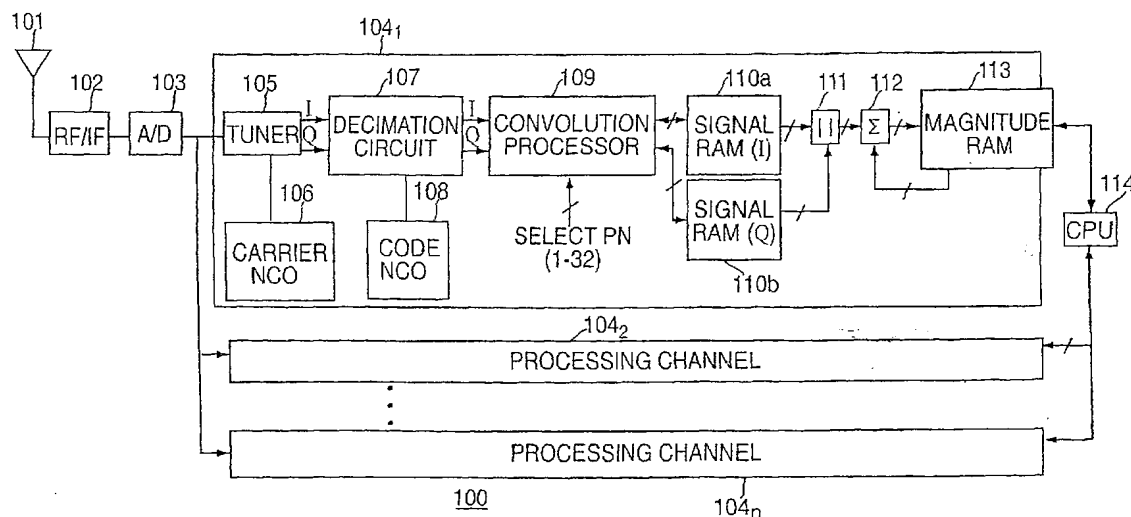 101
102
RF/IF
103
A/D
104₁
105
TUNER
I
Q
107
DECIMATION
CIRCUIT
I
Q
109
CONVOLUTION
PROCESSOR
110a
SIGNAL
RAM (I)
111
| |
112
Σ
113
MAGNITUDE
RAM
106
CARRIER
NCO
108
CODE
NCO
SELECT PN
(1-32)
SIGNAL
RAM (Q)
110b
114
CPU
104₂
PROCESSING CHANNEL
PROCESSING CHANNEL
100
104ₙ